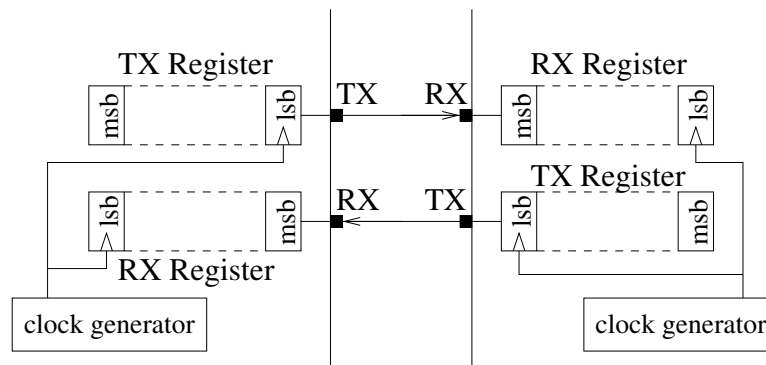 TX Register
RX Register
msb
lsb
TX
RX
msb
lsb
TX Register
lsb
msb
RX
TX
lsb
msb
RX Register
clock generator
clock generator